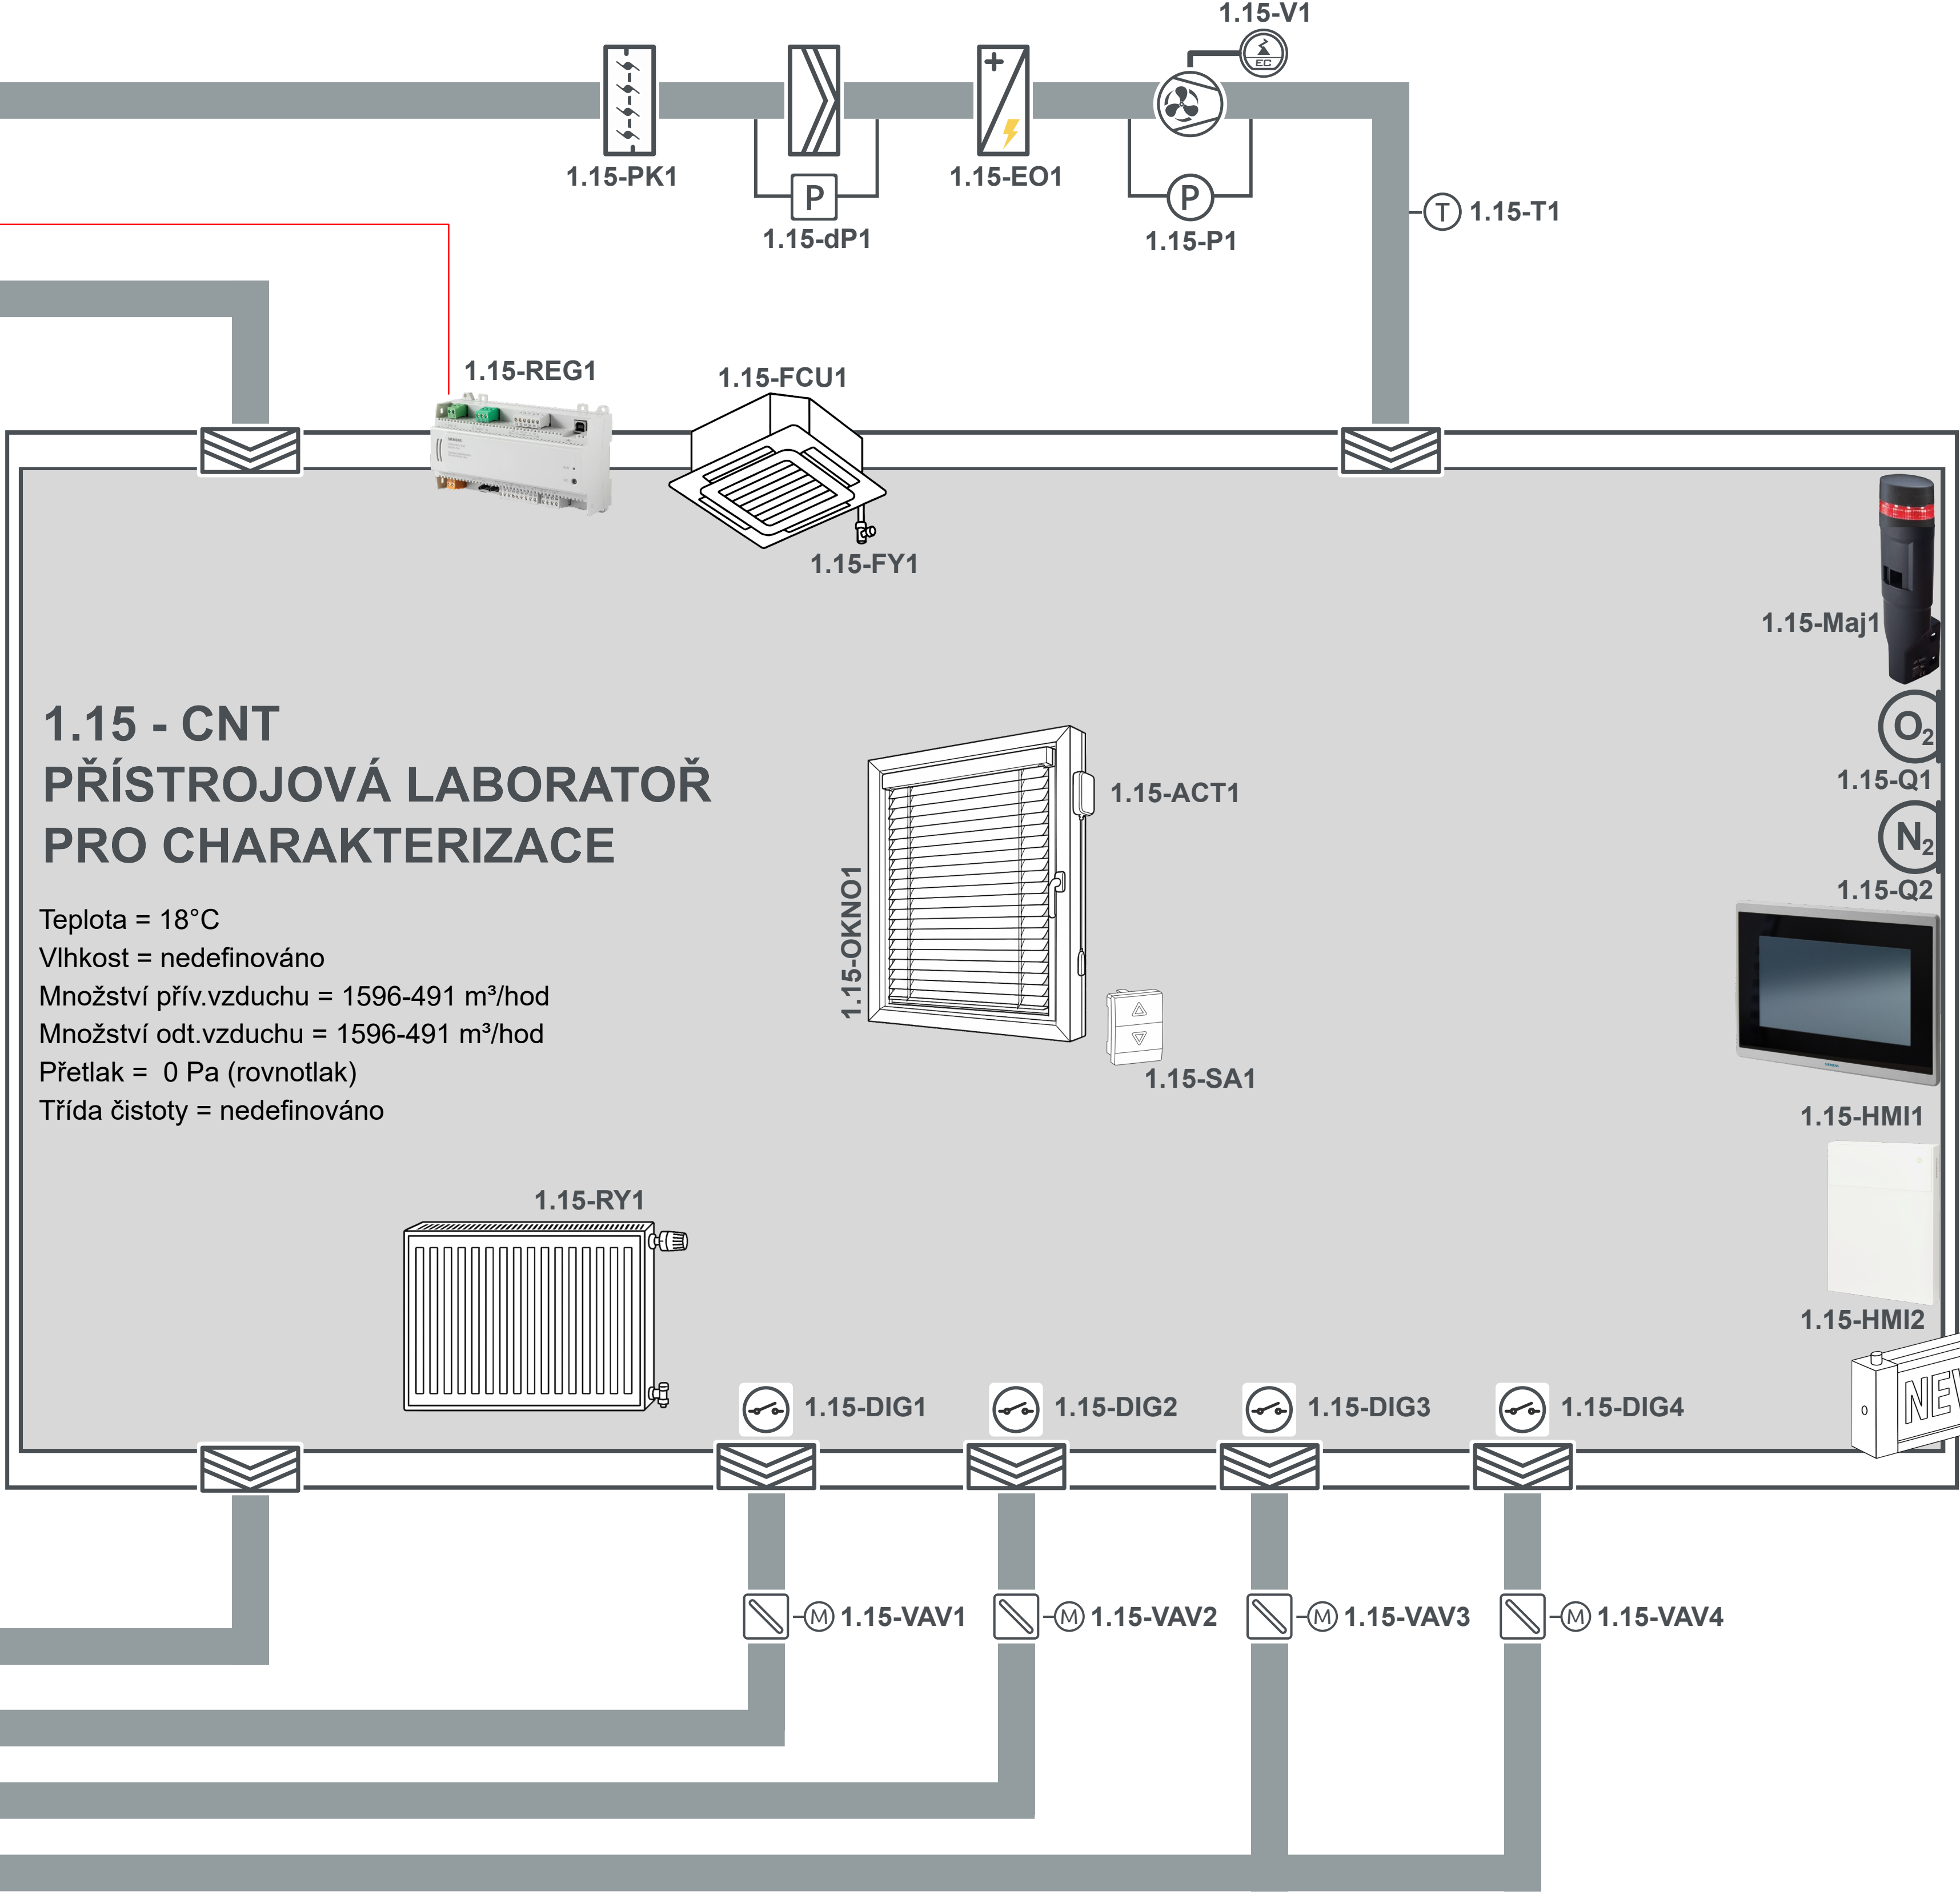 1.15-V1
EC
1.15-PK1
1.15-EO1
P
P
1.15-dP1
1.15-P1
T 1.15-T1
1.15-REG1
1.15-FCU1
1.15-FY1
1.15-Maj1
1.15 - CNT
PŘÍSTROJOVÁ LABORATOŘ
PRO CHARAKTERIZACE
O2
1.15-Q1
N2
1.15-Q2
1.15-ACT1
1.15-OKNO1
1.15-SA1
Teplota = 18°C
Vlhkost = nedefinováno
Množství přív.vzduchu = 1596-491 m³/hod
Množství odt.vzduchu = 1596-491 m³/hod
Přetlak = 0 Pa (rovnotlak)
Třída čistoty = nedefinováno
1.15-HMI1
1.15-HMI2
1.15-RY1
NEV
1.15-DIG1
1.15-DIG2
1.15-DIG3
1.15-DIG4
M 1.15-VAV1
M 1.15-VAV2
M 1.15-VAV3
M 1.15-VAV4